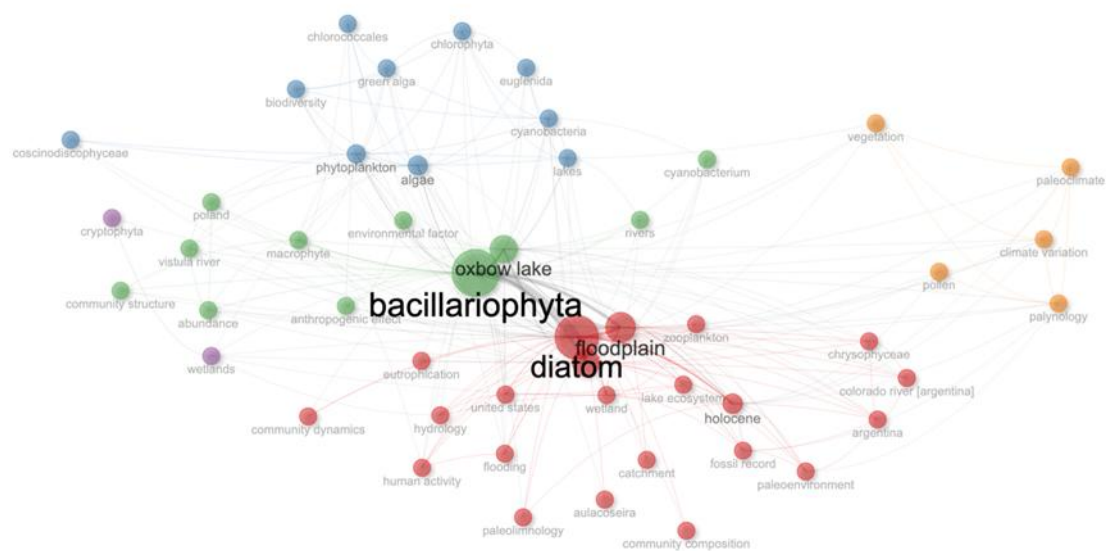 chlorococcales
chlorophyta
green alga
euglenida
biodiversity
cyanobacteria
coscinodiscophyceae
phytoplankton
algae
lakes
cyanobacterium
vegetation
paleoclimate
poland
cryptophyta
environmental factor
rivers
macrophyte
vistula river
climate variation
oxbow lake
pollen
community structure
bacillariophyta
abundance
anthropogenic effect
palynology
zooplankton
floodplain
chrysophyceae
wetlands
diatom
eutrophication
colorado river [argentina]
lake ecosystem
united states
wetland
holocene
community dynamics
hydrology
argentina
flooding
fossil record
catchment
human activity
paleoenvironment
aulacoseira
paleolimnology
community composition